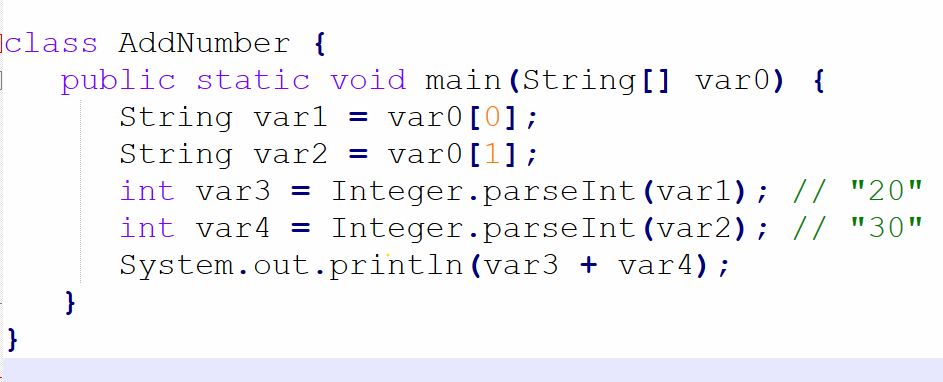 class AddNumber {
   public static void main(String[] var0) {
      String var1 = var0[0];
      String var2 = var0[1];
      int var3 = Integer.parseInt(var1); // "20"
      int var4 = Integer.parseInt(var2); // "30"
      System.out.println(var3 + var4);
   }
}